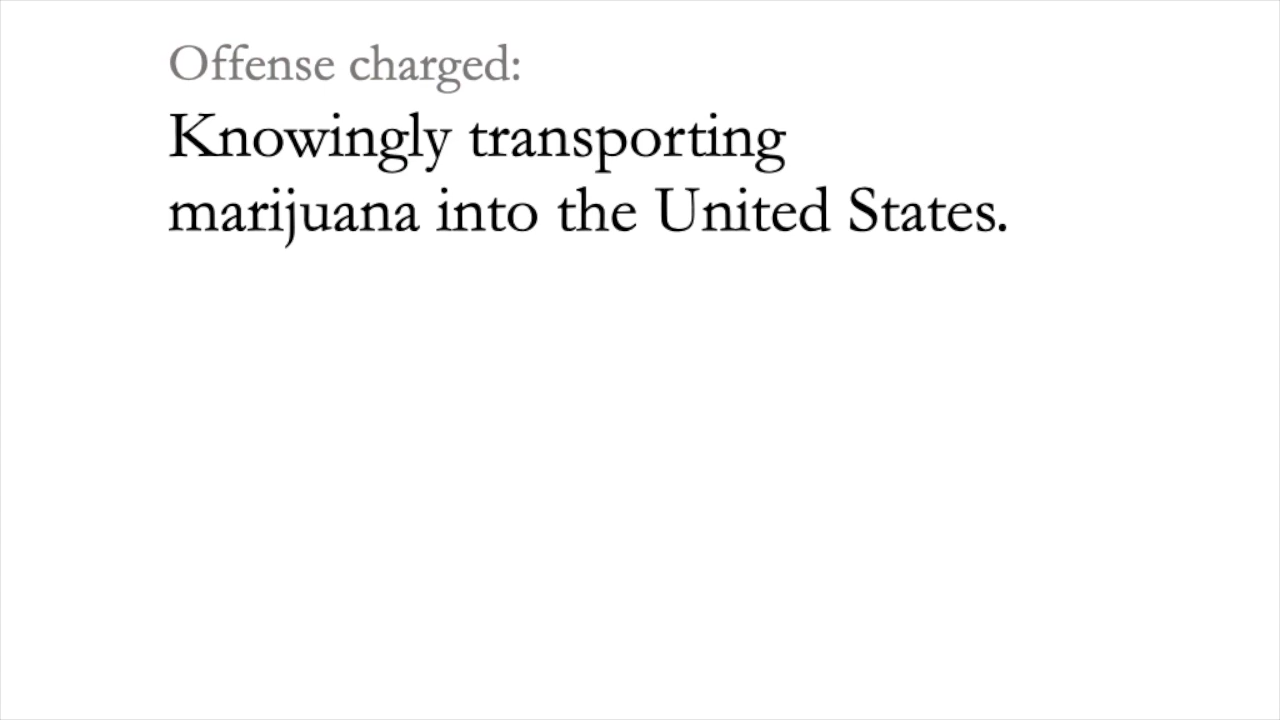 Offense charged:
Knowingly transporting
marijuana into the United States.